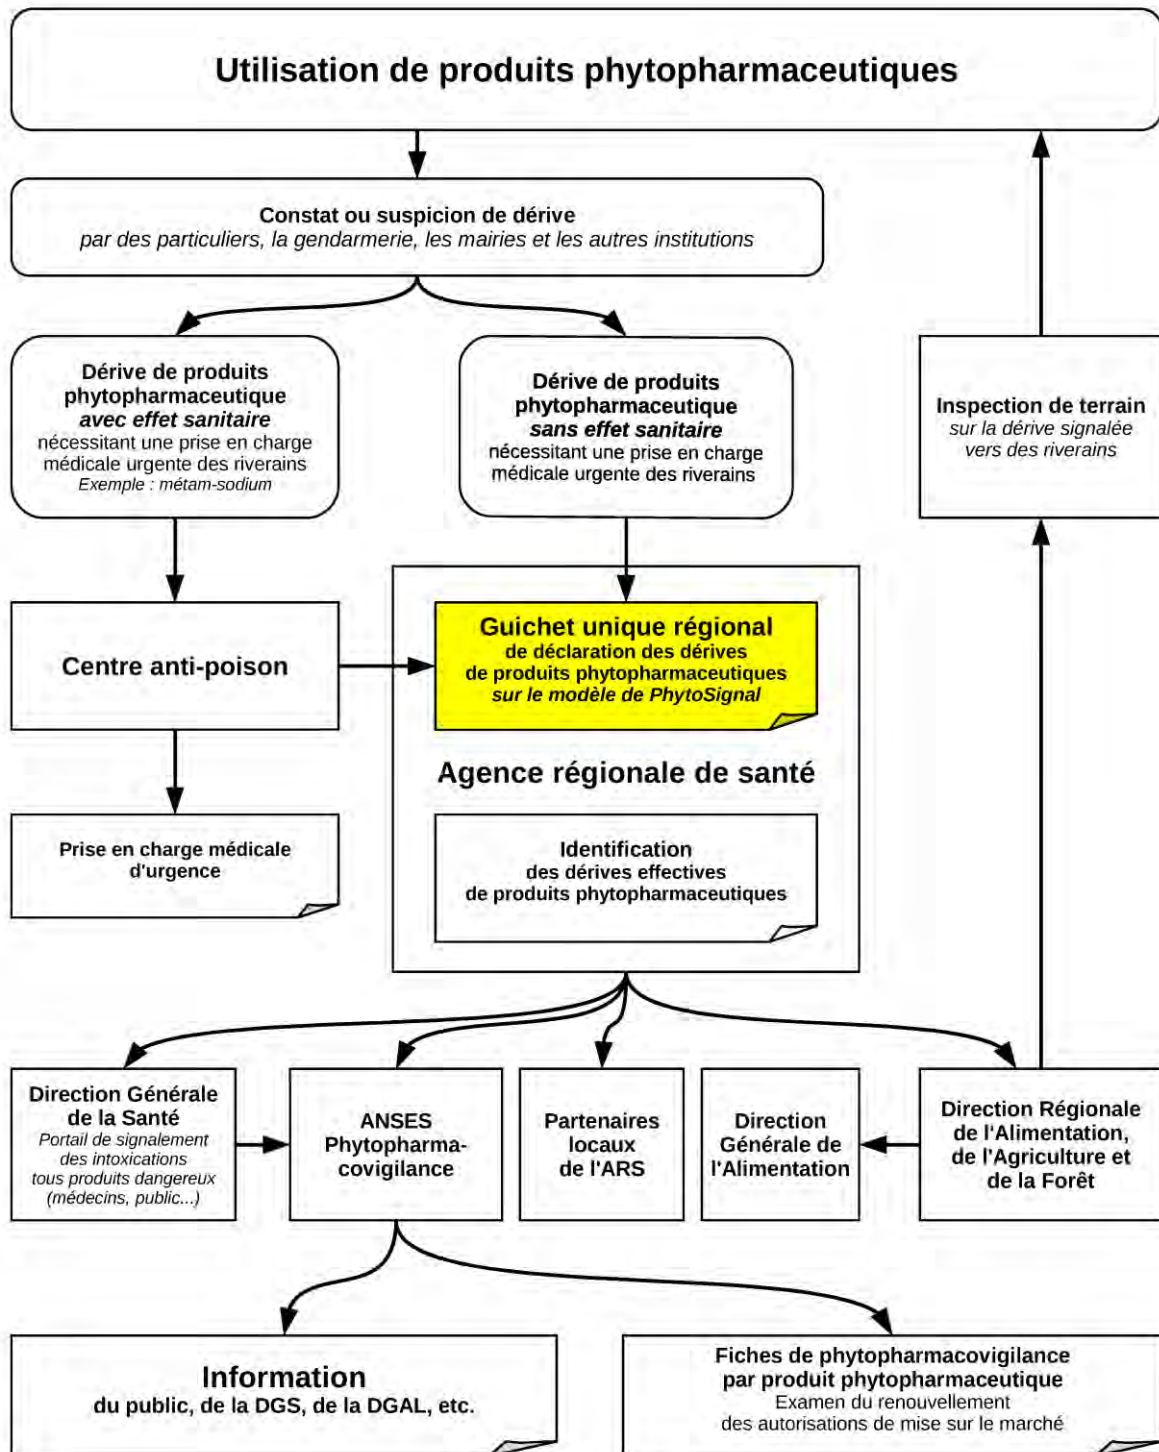 Utilisation de produits phytopharmaceutiques
Constat ou suspicion de dérive
par des particuliers, la gendarmerie, les mairies et les autres institutions
Dérive de produits
phytopharmaceutique
avec effet sanitaire
nécessitant une prise en charge
médicale urgente des riverains
Exemple : métam-sodium
Dérive de produits
phytopharmaceutique
sans effet sanitaire
nécessitant une prise en charge
médicale urgente des riverains
Inspection de terrain
sur la dérive signalée
vers des riverains
Centre anti-poison
Guichet unique régional
de déclaration des dérives
de produits phytopharmaceutiques
sur le modèle de PhytoSignal
Agence régionale de santé
Prise en charge médicale
d'urgence
Identification
des dérives effectives
de produits phytopharmaceutiques
Direction Générale
de la Santé
Portail de signalement
des intoxications
tous produits dangereux
(médecins, public...)
ANSES
Phytopharma-
covigilance
Partenaires
locaux
de l'ARS
Direction
Générale de
l'Alimentation
Direction Régionale
de l'Alimentation,
de l'Agriculture et
de la Forêt
Information
du public, de la DGS, de la DGAL, etc.
Fiches de phytopharmacovigilance
par produit phytopharmaceutique
Examen du renouvellement
des autorisations de mise sur le marché